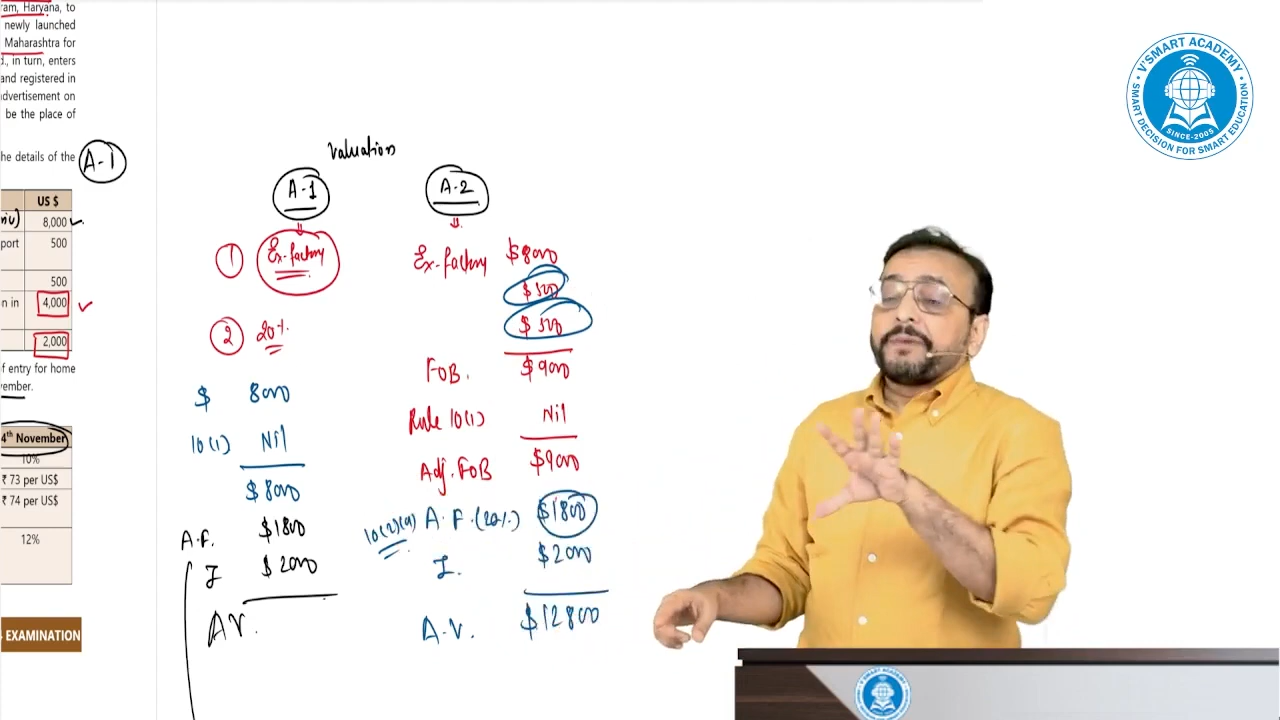 ram, Haryana, to
newly launched
Maharashtra for
d., in turn, enters
and registered in
advertisement on
be the place of
he details of the
A-1
US $
8,000
port 500
500
n in 4,000
2,000
of entry for home
vember.
4th November
10%
₹ 73 per US$
₹ 74 per US$
12%
EXAMINATION
Valuation
A-1
① Ex-factory
② 20%
$ 8000
10(1) Nil
$8000
A.F. $1800
I $2000
A.V.
A-2
Ex-factory $8000
$500
$500
FOB. $9000
Rule 10(1) Nil
Adj. FOB $9000
10(2)(a) A.F. (20%) $1800
I. $2000
A.V. $12800
V'SMART ACADEMY
SMART DECISION FOR SMART EDUCATION
SINCE-2005